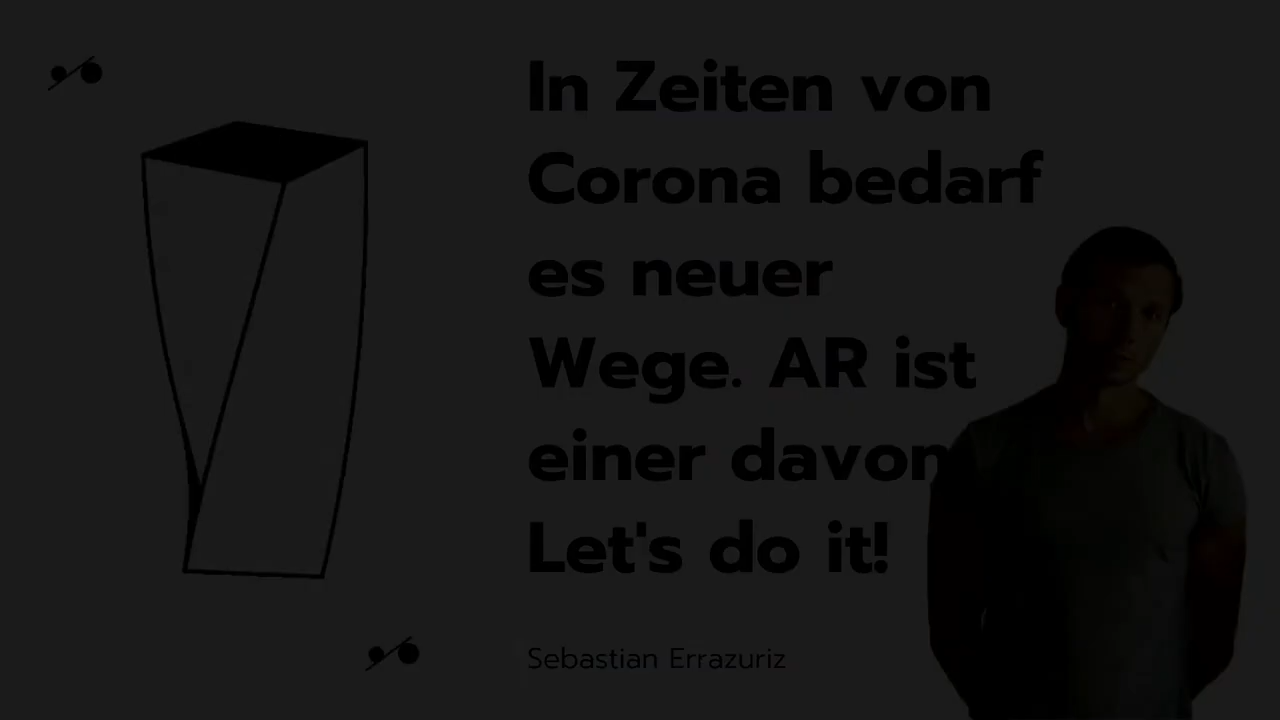 In Zeiten von
Corona bedarf
es neuer
Wege. AR ist
einer davon
Let's do it!
Sebastian Errazuriz